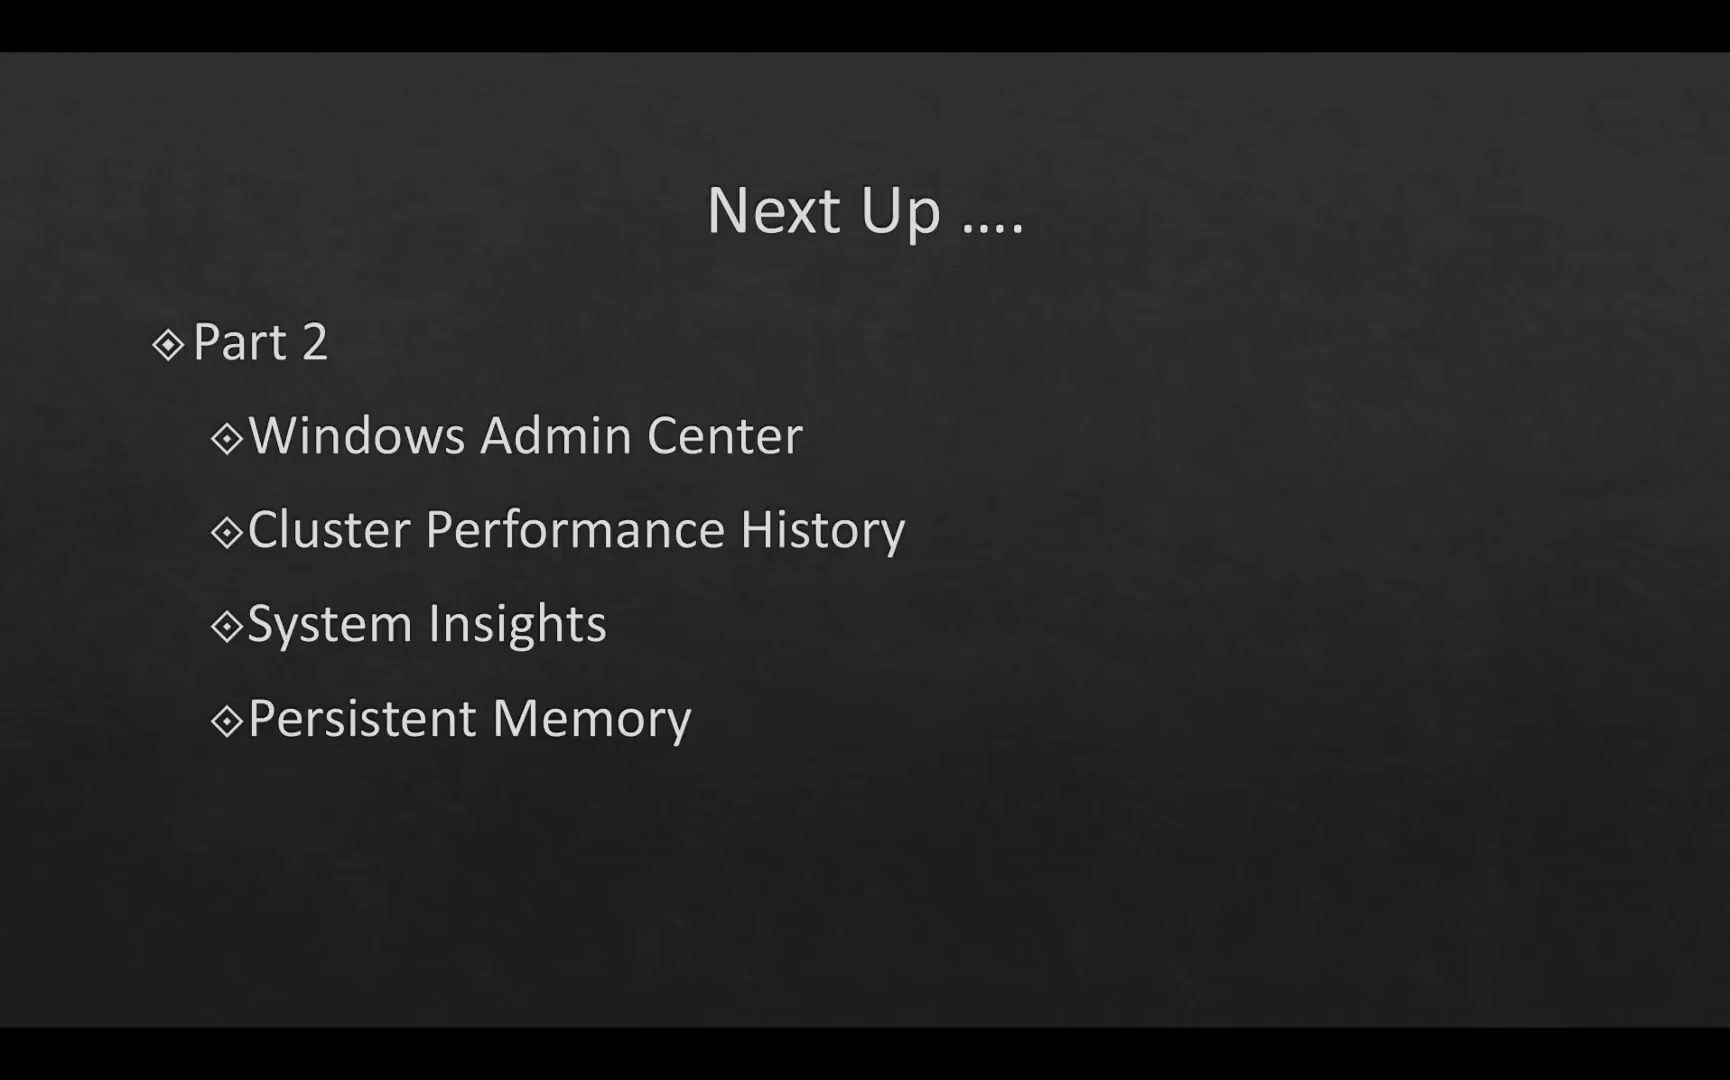 Next Up ....
Part 2
Windows Admin Center
Cluster Performance History
System Insights
Persistent Memory